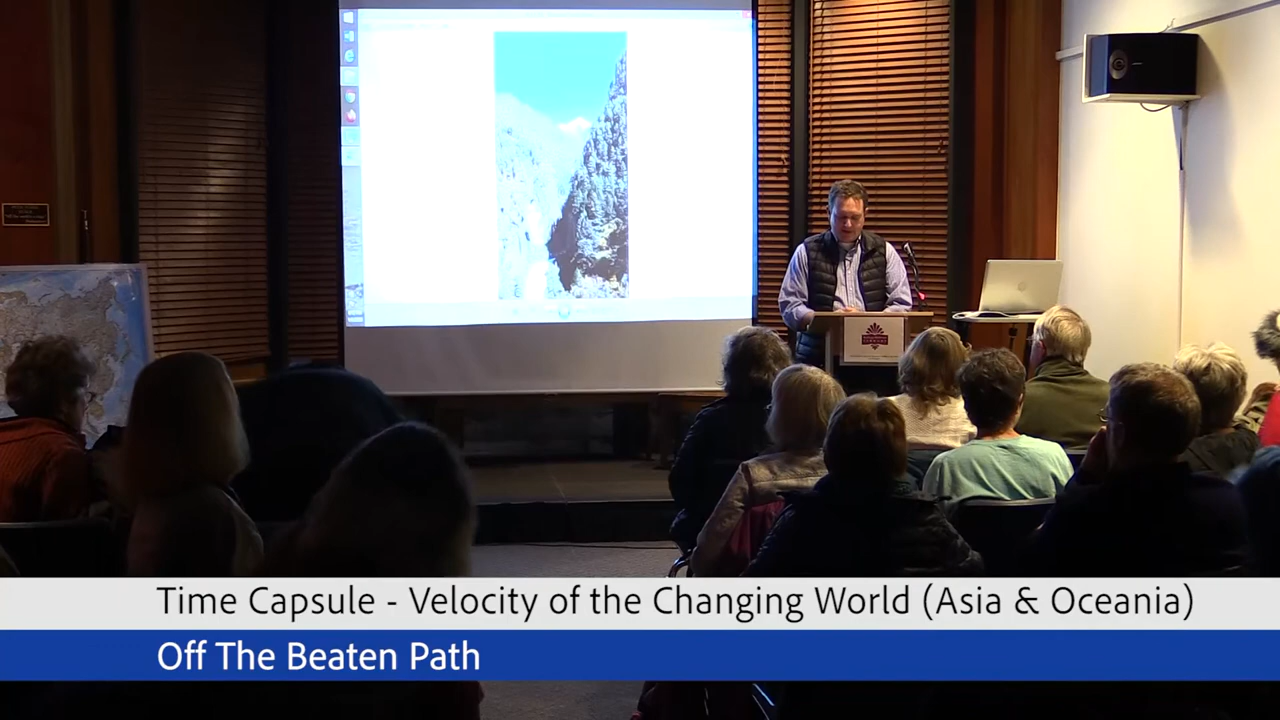 Time Capsule - Velocity of the Changing World (Asia & Oceania)
Off The Beaten Path